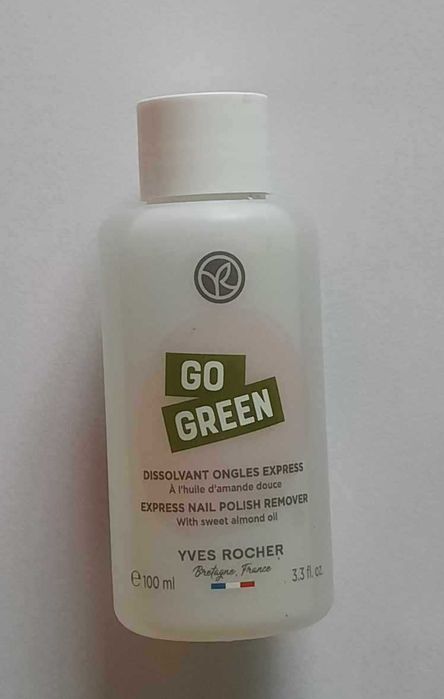 GO
GREEN
DISSOLVANT ONGLES EXPRESS
À l'huile d'amande douce
EXPRESS NAIL POLISH REMOVER
With sweet almond oil
YVES ROCHER
Bretagne, France
℮100 ml 3.3 fl. oz.